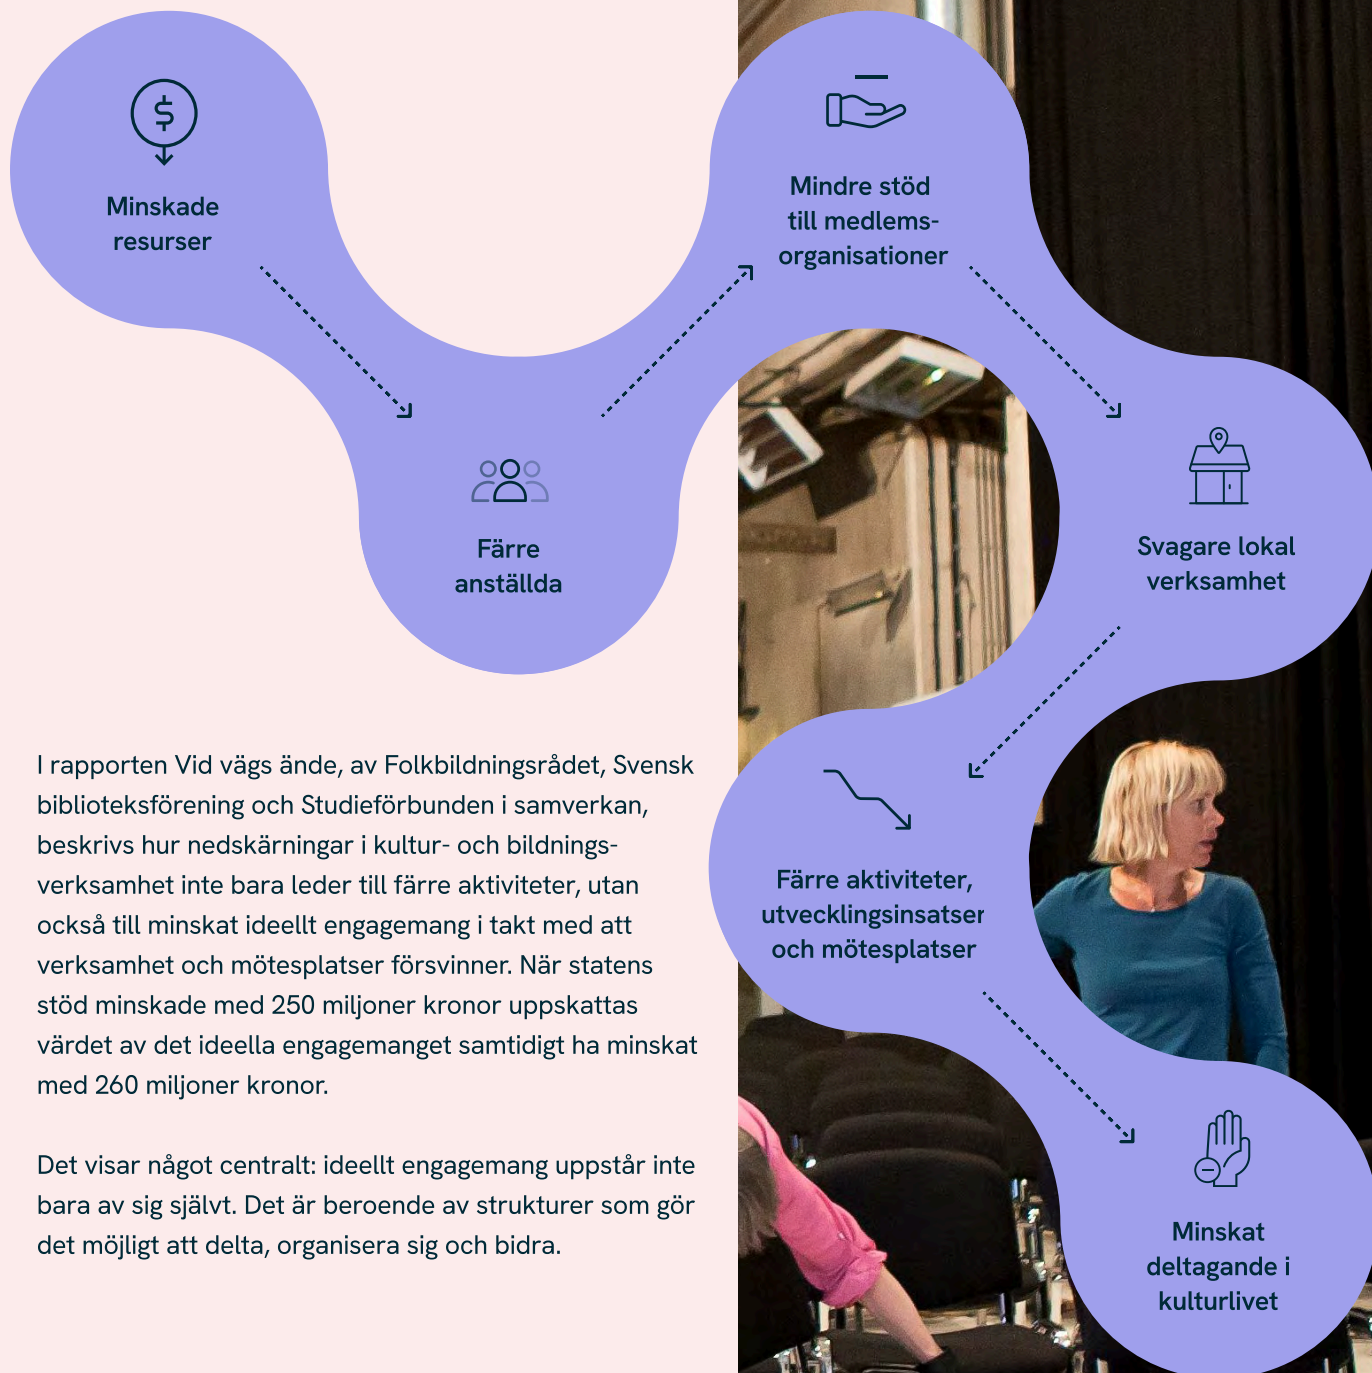 Minskade
resurser
Färre
anställda
Mindre stöd
till medlems-
organisationer
Svagare lokal
verksamhet
Färre aktiviteter,
utvecklingsinsatser
och mötesplatser
Minskat
deltagande i
kulturlivet
I rapporten Vid vägs ände, av Folkbildningsrådet, Svensk
biblioteksförening och Studieförbunden i samverkan,
beskrivs hur nedskärningar i kultur- och bildnings-
verksamhet inte bara leder till färre aktiviteter, utan
också till minskat ideellt engagemang i takt med att
verksamhet och mötesplatser försvinner. När statens
stöd minskade med 250 miljoner kronor uppskattas
värdet av det ideella engagemanget samtidigt ha minskat
med 260 miljoner kronor.
Det visar något centralt: ideellt engagemang uppstår inte
bara av sig självt. Det är beroende av strukturer som gör
det möjligt att delta, organisera sig och bidra.